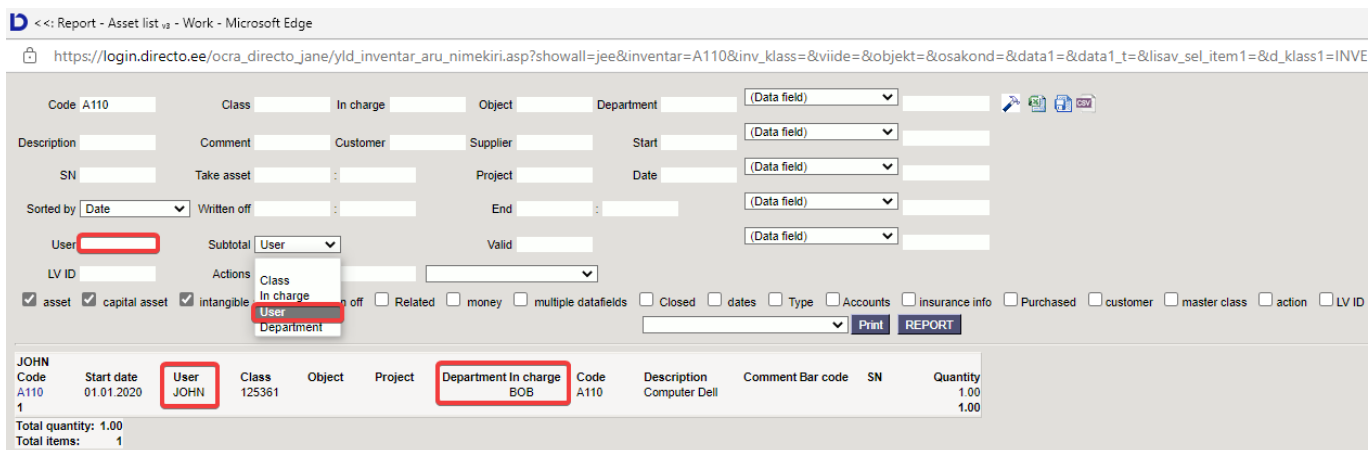 <<: Report - Asset list v3 - Work - Microsoft Edge
https://login.directo.ee/ocra_directo_jane/yld_inventar_aru_nimekiri.asp?showall=jee&inventar=A110&inv_klass=&viide=&objekt=&osakond=&data1=&data1_t=&lisav_sel_item1=&d_klass1=INVE
Code A110 Class In charge Object Department (Data field) CSV
Description Comment Customer Supplier Start (Data field)
SN Take asset : Project Date (Data field)
Sorted by Date Written off : End : (Data field)
User Subtotal User Valid (Data field)
LV ID Actions
Class
In charge
User
Department
asset capital asset intangible n off Related money multiple datafields Closed dates Type Accounts insurance info Purchased customer master class action LV ID
Print REPORT
JOHN
Code Start date User Class Object Project Department In charge Code Description Comment Bar code SN Quantity
A110 01.01.2020 JOHN 125361 BOB A110 Computer Dell 1.00
1 1.00
Total quantity: 1.00
Total items: 1